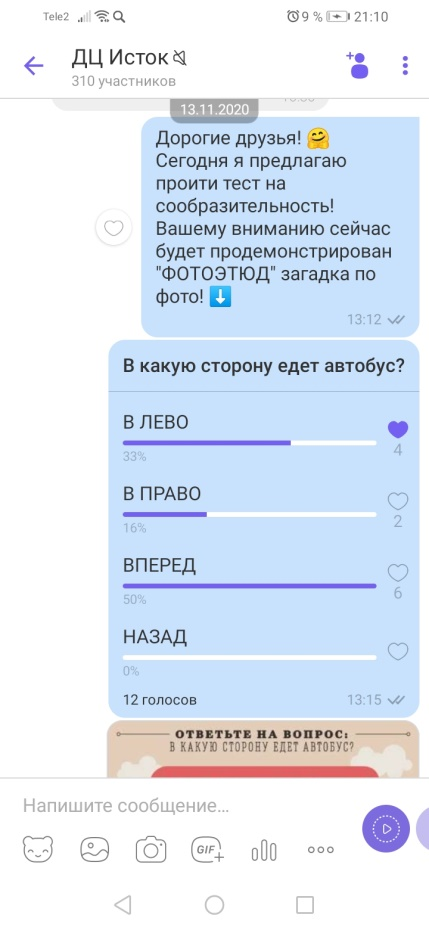 Tele2 9 % 21:10
ДЦ Исток
310 участников
13.11.2020
Дорогие друзья! 🤗
Сегодня я предлагаю
проити тест на
сообразительность!
Вашему вниманию сейчас
будет продемонстрирован
"ФОТОЭТЮД" загадка по
фото! ⬇️
13:12
В какую сторону едет автобус?
В ЛЕВО
4
33%
В ПРАВО
2
16%
ВПЕРЕД
6
50%
НАЗАД
0%
12 голосов 13:15
ОТВЕТЬТЕ НА ВОПРОС:
В КАКУЮ СТОРОНУ ЕДЕТ АВТОБУС?
Напишите сообщение...
GIF